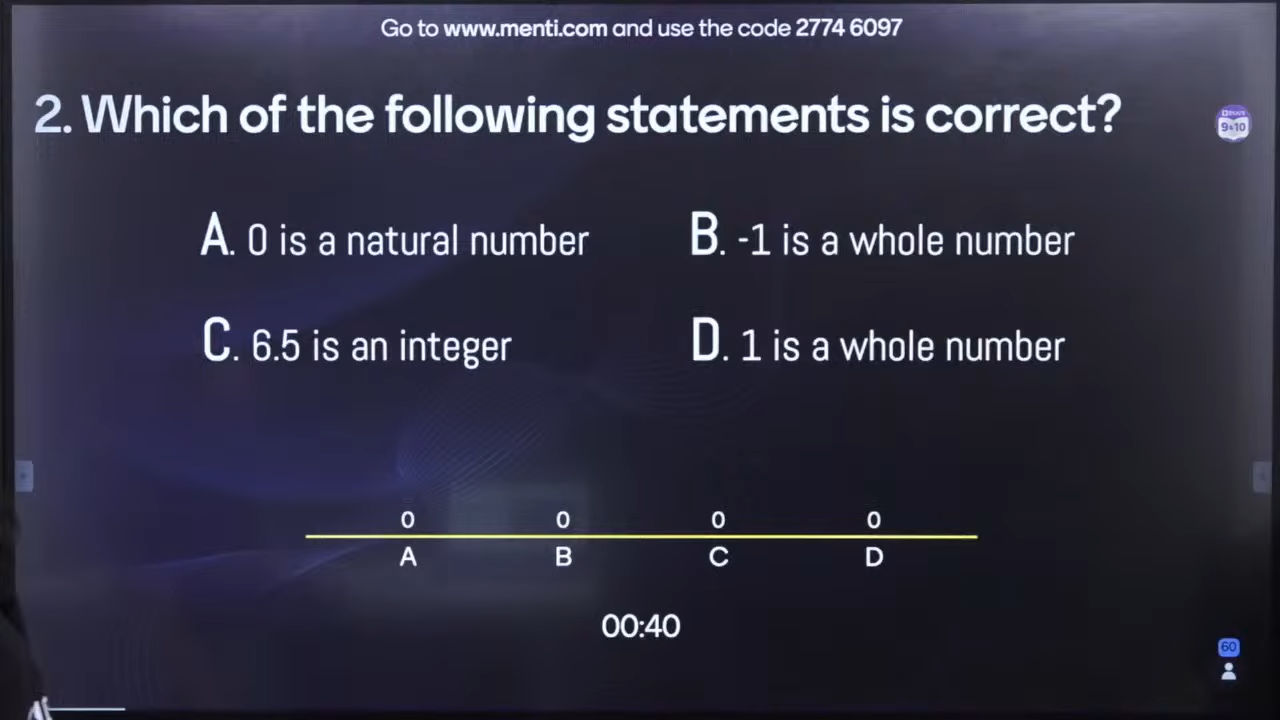 Go to www.menti.com and use the code 2774 6097
2. Which of the following statements is correct?
9&10
A. 0 is a natural number
B. -1 is a whole number
C. 6.5 is an integer
D. 1 is a whole number
0 0 0 0
A B C D
00:40
60